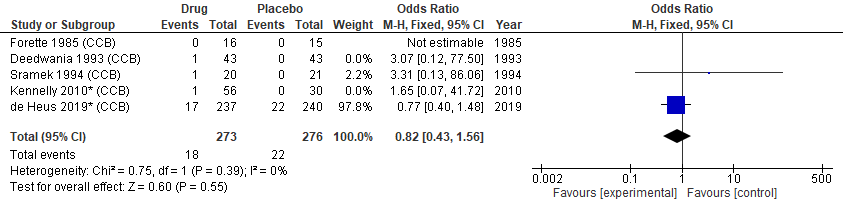 Drug Placebo Odds Ratio Odds Ratio
Study or Subgroup Events Total Events Total Weight M-H, Fixed, 95% CI Year M-H, Fixed, 95% CI
Forette 1985 (CCB) 0 16 0 15 Not estimable 1985
Deedwania 1993 (CCB) 1 43 0 43 0.0% 3.07 [0.12, 77.50] 1993
Sramek 1994 (CCB) 1 20 0 21 2.2% 3.31 [0.13, 86.06] 1994
Kennelly 2010* (CCB) 1 56 0 30 0.0% 1.65 [0.07, 41.72] 2010
de Heus 2019* (CCB) 17 237 22 240 97.8% 0.77 [0.40, 1.48] 2019
Total (95% CI) 273 276 100.0% 0.82 [0.43, 1.56]
Total events 18 22
Heterogeneity: Chi² = 0.75, df = 1 (P = 0.39); I² = 0%
Test for overall effect: Z = 0.60 (P = 0.55)
0.002 0.1 1 10 500
Favours [experimental] Favours [control]